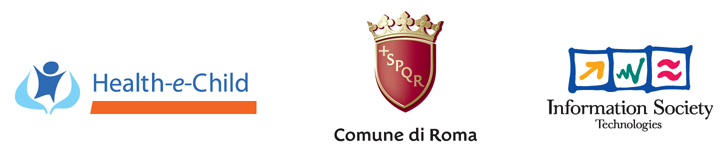 Health-e-Child
+SPQR
Comune di Roma
Information Society
Technologies